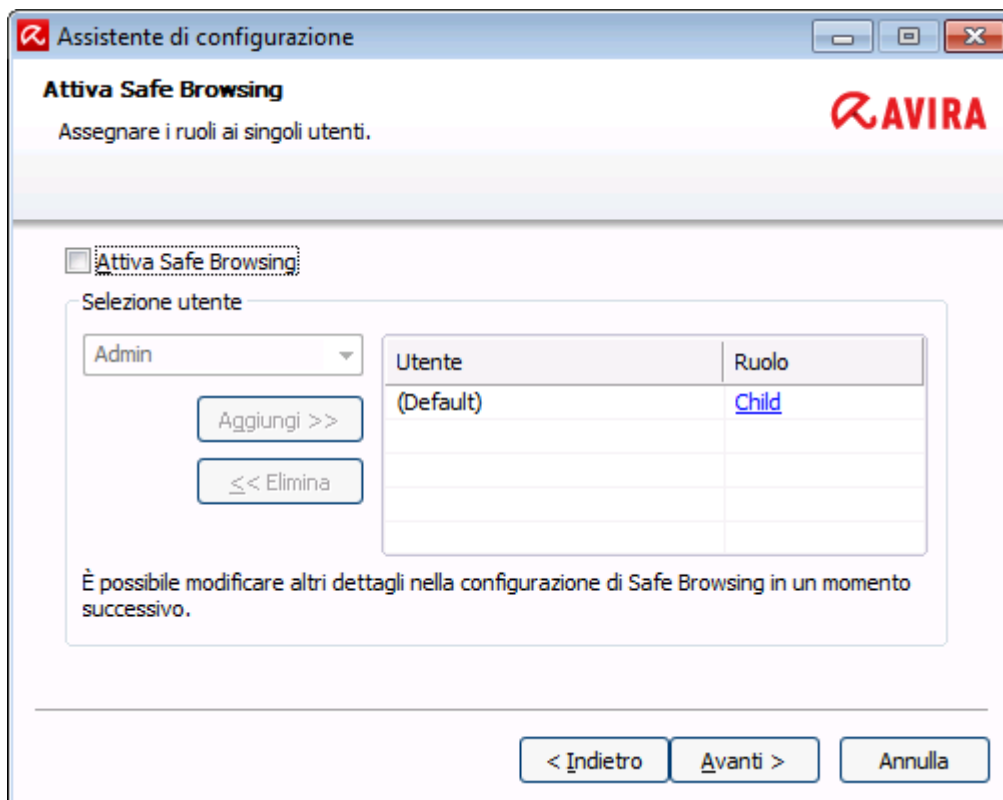 Assistente di configurazione
Attiva Safe Browsing
Assegnare i ruoli ai singoli utenti.
AVIRA
Attiva Safe Browsing
Selezione utente
Admin
Utente Ruolo
(Default) Child
Aggiungi >>
<< Elimina
È possibile modificare altri dettagli nella configurazione di Safe Browsing in un momento
successivo.
< Indietro Avanti > Annulla